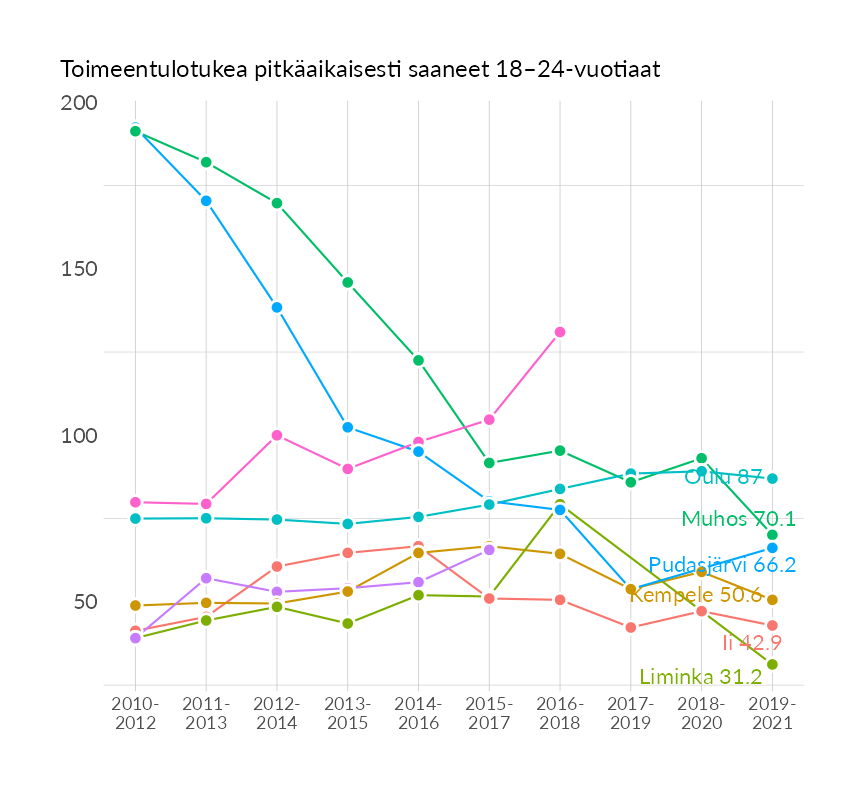 Toimeentulotukea pitkäaikaisesti saaneet 18–24-vuotiaat
200
150
100
50
Oulu 87
Muhos 70.1
Pudasjärvi 66.2
Kempele 50.6
Ii 42.9
Liminka 31.2
2010- 2011- 2012- 2013- 2014- 2015- 2016- 2017- 2018- 2019-
2012 2013 2014 2015 2016 2017 2018 2019 2020 2021